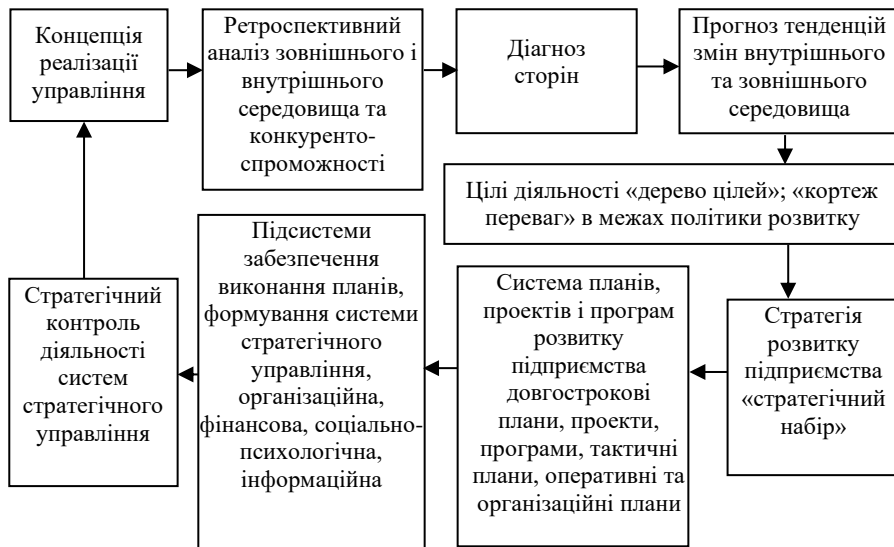 Концепція
реалізації
управління
Ретроспективний
аналіз зовнішнього і
внутрішнього
середовища та
конкуренто-
спроможності
Діагноз
сторін
Прогноз тенденцій
змін внутрішнього
та зовнішнього
середовища
Цілі діяльності «дерево цілей»; «кортеж
переваг» в межах політики розвитку
Стратегія
розвитку
підприємства
«стратегічний
набір»
Система планів,
проектів і програм
розвитку
підприємства
довгострокові
плани, проекти,
програми, тактичні
плани, оперативні та
організаційні плани
Підсистеми
забезпечення
виконання планів,
формування системи
стратегічного
управління,
організаційна,
фінансова, соціально-
психологічна,
інформаційна
Стратегічний
контроль
діяльності
систем
стратегічного
управління